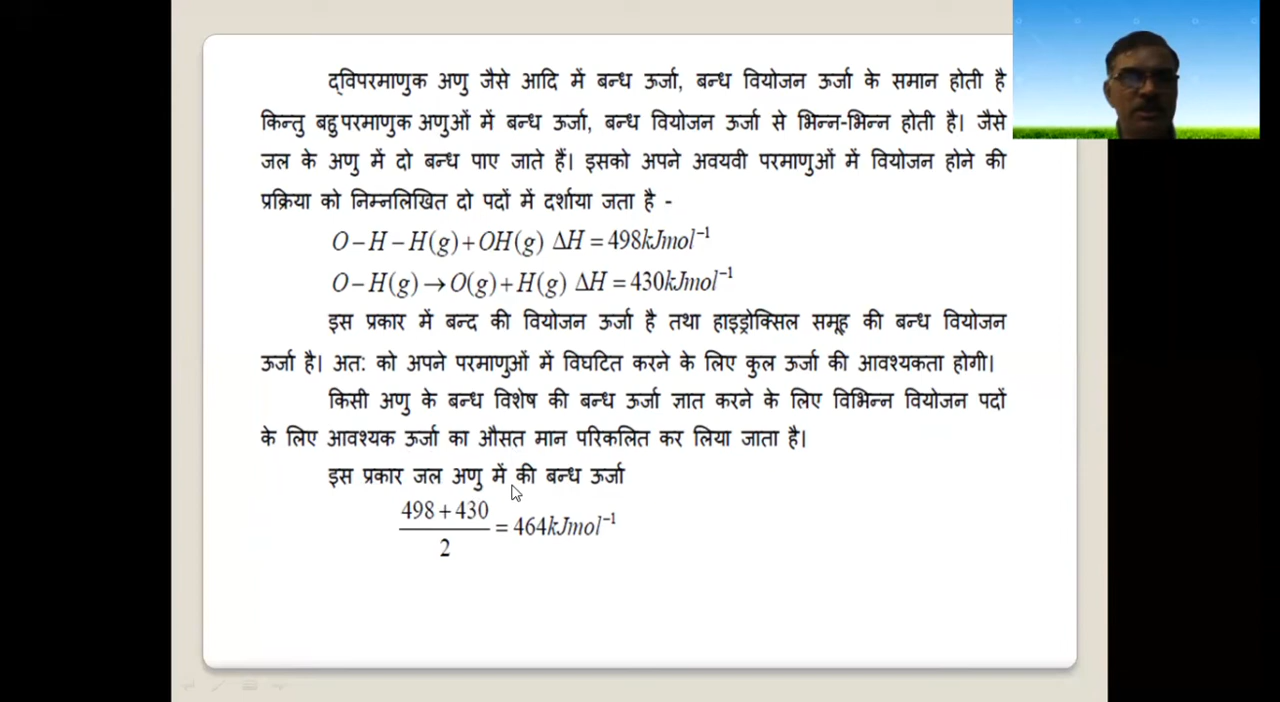 द्विपरमाणुक अणु जैसे आदि में बन्ध ऊर्जा, बन्ध वियोजन ऊर्जा के समान होती है
किन्तु बहुपरमाणुक अणुओं में बन्ध ऊर्जा, बन्ध वियोजन ऊर्जा से भिन्न-भिन्न होती है। जैसे
जल के अणु में दो बन्ध पाए जाते हैं। इसको अपने अवयवी परमाणुओं में वियोजन होने की
प्रक्रिया को निम्नलिखित दो पदों में दर्शाया जता है -
O – H – H(g) + OH(g) ΔH = 498kJmol⁻¹
O – H(g) → O(g) + H(g) ΔH = 430kJmol⁻¹
इस प्रकार में बन्द की वियोजन ऊर्जा है तथा हाइड्रोक्सिल समूह की बन्ध वियोजन
ऊर्जा है। अत: को अपने परमाणुओं में विघटित करने के लिए कुल ऊर्जा की आवश्यकता होगी।
किसी अणु के बन्ध विशेष की बन्ध ऊर्जा ज्ञात करने के लिए विभिन्न वियोजन पदों
के लिए आवश्यक ऊर्जा का औसत मान परिकलित कर लिया जाता है।
इस प्रकार जल अणु में की बन्ध ऊर्जा
498 + 430
2
= 464kJmol⁻¹